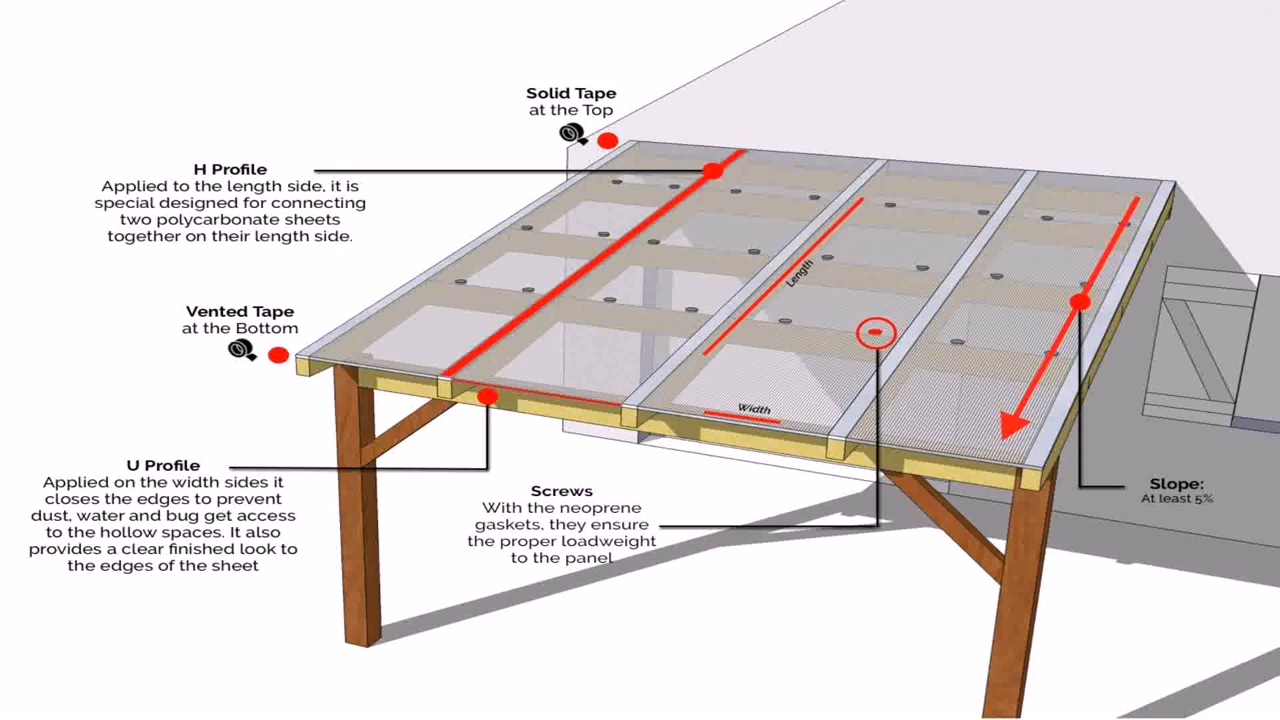 Solid Tape
at the Top
H Profile
Applied to the length side, it is
special designed for connecting
two polycarbonate sheets
together on their length side.
Length
Vented Tape
at the Bottom
Width
U Profile
Applied on the width sides it
closes the edges to prevent
dust, water and bug get access
to the hollow spaces. It also
provides a clear finished look to
the edges of the sheet
Screws
With the neoprene
gaskets, they ensure
the proper loadweight
to the panel
Slope:
At least 5%